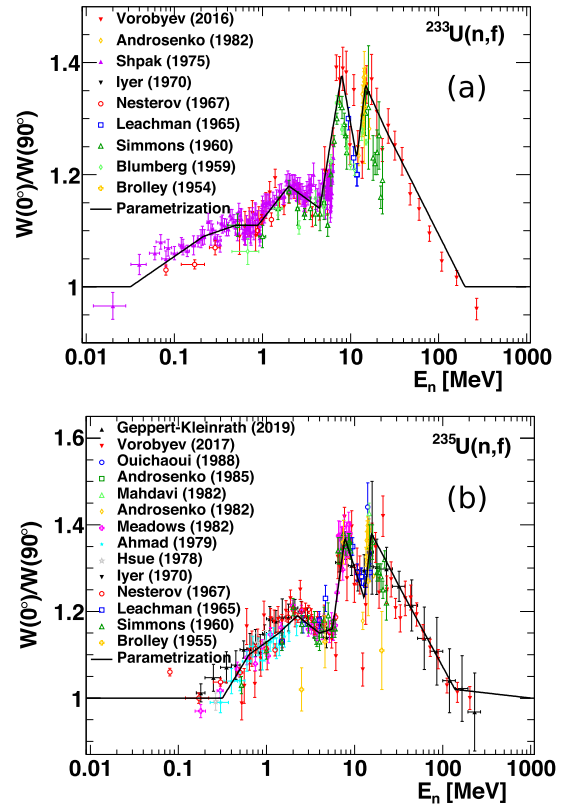 Vorobyev (2016)
Androsenko (1982)
Shpak (1975)
Iyer (1970)
Nesterov (1967)
Leachman (1965)
Simmons (1960)
Blumberg (1959)
Brolley (1954)
Parametrization
²³³U(n,f)
(a)
W(0°)/W(90°)
1.4
1.2
1
0.01 0.1 1 10 100 1000
Eₙ [MeV]
Geppert-Kleinrath (2019)
Vorobyev (2017)
Ouichaoui (1988)
Androsenko (1985)
Mahdavi (1982)
Androsenko (1982)
Meadows (1982)
Ahmad (1979)
Hsue (1978)
Iyer (1970)
Nesterov (1967)
Leachman (1965)
Simmons (1960)
Brolley (1955)
Parametrization
²³⁵U(n,f)
(b)
W(0°)/W(90°)
1.6
1.4
1.2
1
0.01 0.1 1 10 100 1000
Eₙ [MeV]